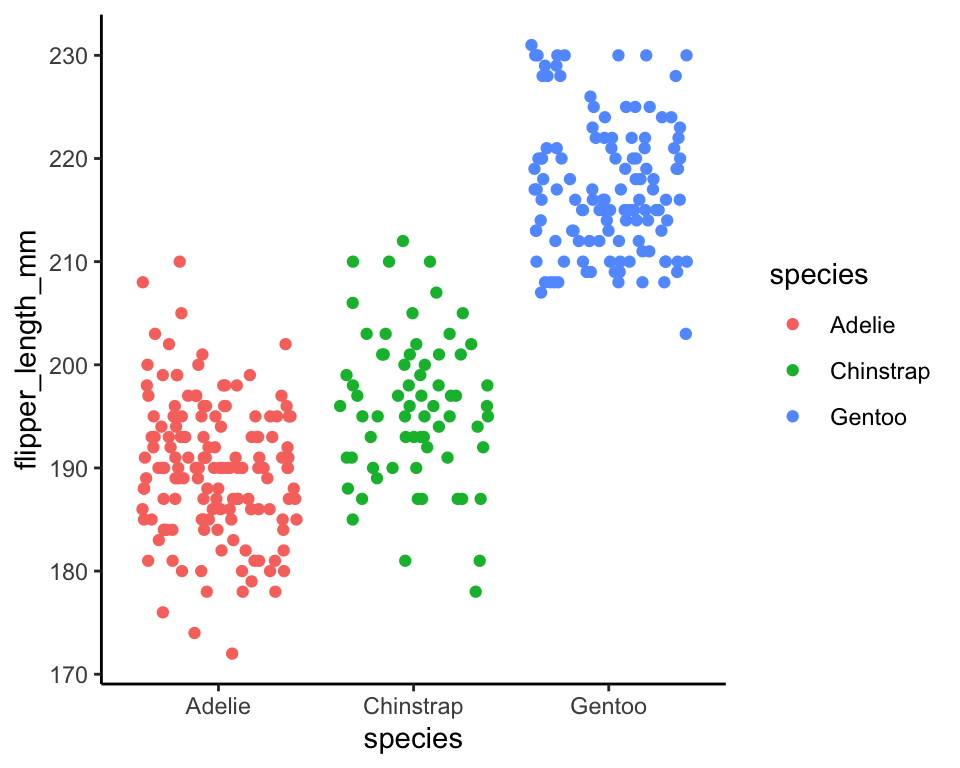 flipper_length_mm
230
220
210
200
190
180
170
Adelie
Chinstrap
Gentoo
species
species
Adelie
Chinstrap
Gentoo